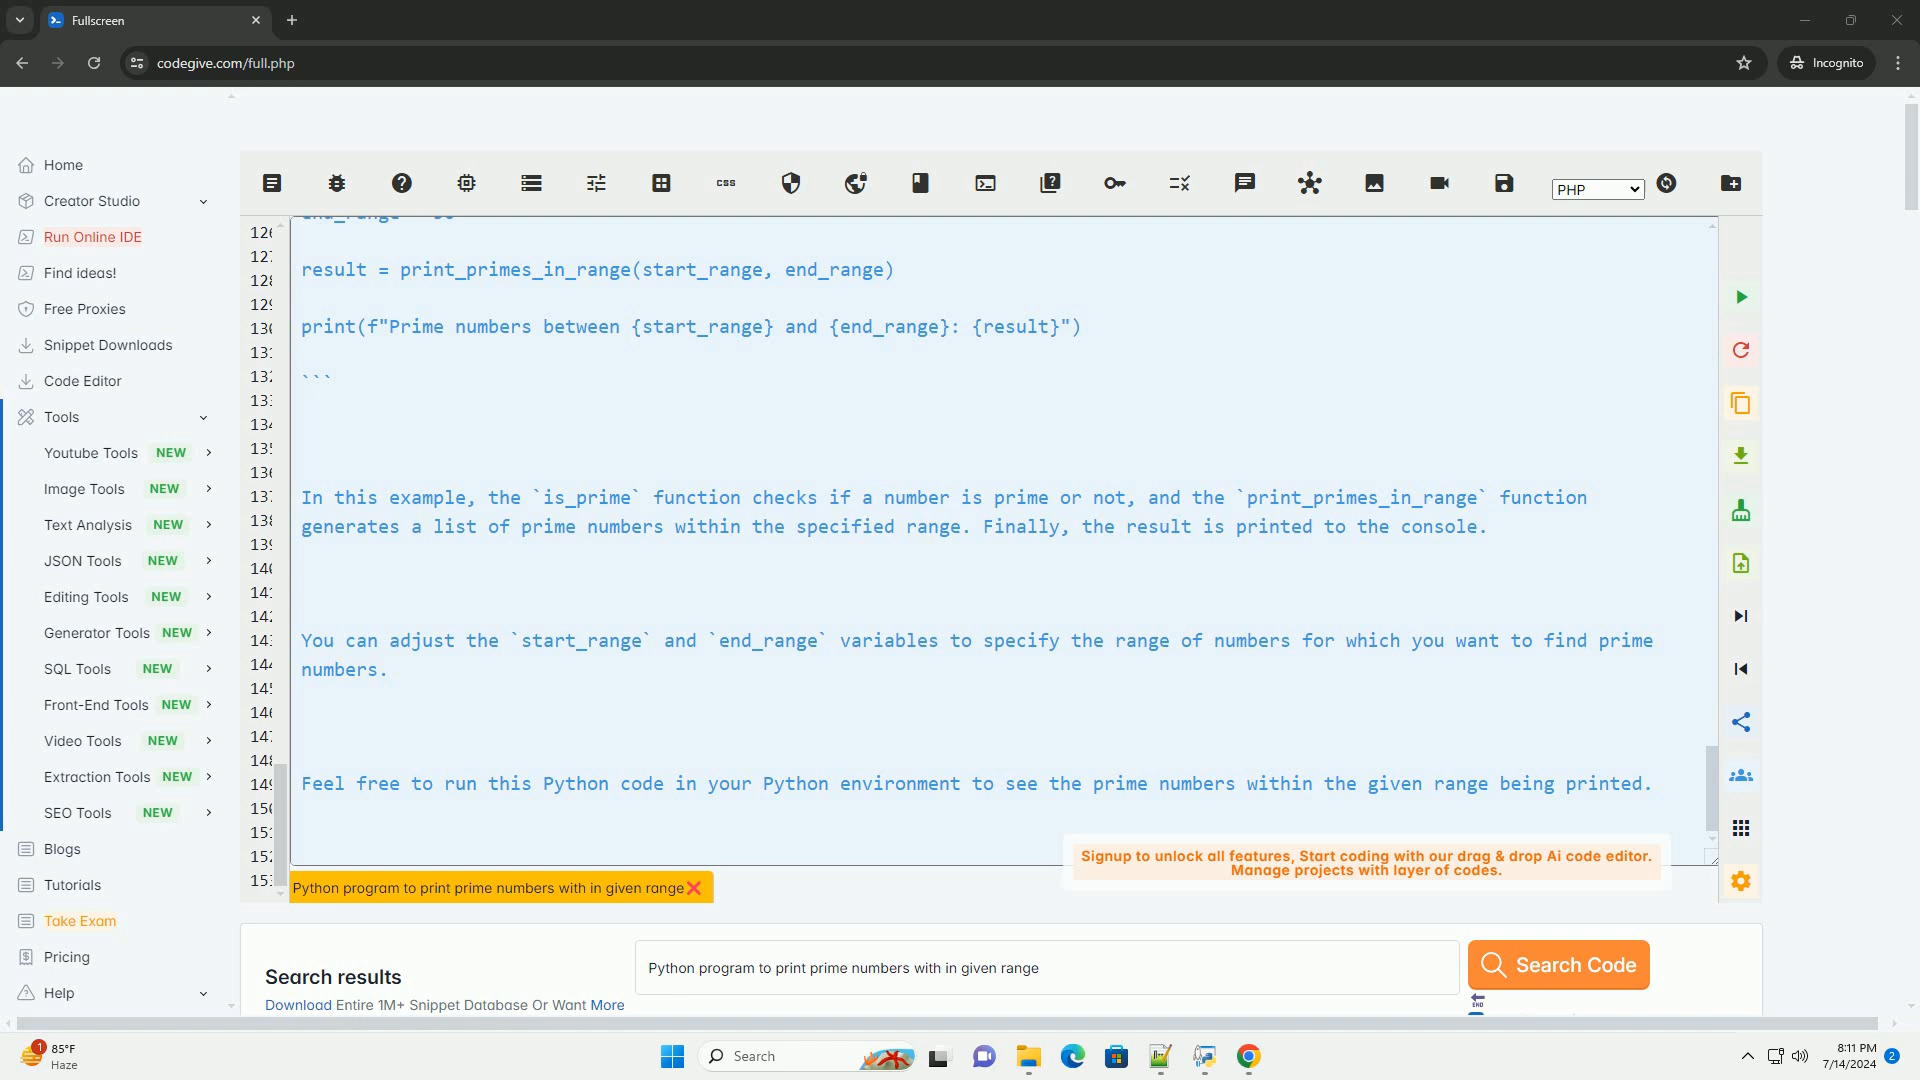 Fullscreen
codegive.com/full.php
Incognito
Home
Creator Studio
Run Online IDE
Find ideas!
Free Proxies
Snippet Downloads
Code Editor
Tools
Youtube Tools NEW
Image Tools NEW
Text Analysis NEW
JSON Tools NEW
Editing Tools NEW
Generator Tools NEW
SQL Tools NEW
Front-End Tools NEW
Video Tools NEW
Extraction Tools NEW
SEO Tools NEW
Blogs
Tutorials
Take Exam
Pricing
Help
css
PHP
result = print_primes_in_range(start_range, end_range)
print(f"Prime numbers between {start_range} and {end_range}: {result}")
```
In this example, the `is_prime` function checks if a number is prime or not, and the `print_primes_in_range` function
generates a list of prime numbers within the specified range. Finally, the result is printed to the console.
You can adjust the `start_range` and `end_range` variables to specify the range of numbers for which you want to find prime
numbers.
Feel free to run this Python code in your Python environment to see the prime numbers within the given range being printed.
Signup to unlock all features, Start coding with our drag & drop Ai code editor.
Manage projects with layer of codes.
Python program to print prime numbers with in given range
Search results
Download Entire 1M+ Snippet Database Or Want More
Python program to print prime numbers with in given range
Search Code
END
1
85°F
Haze
Search
8:11 PM
7/14/2024
2